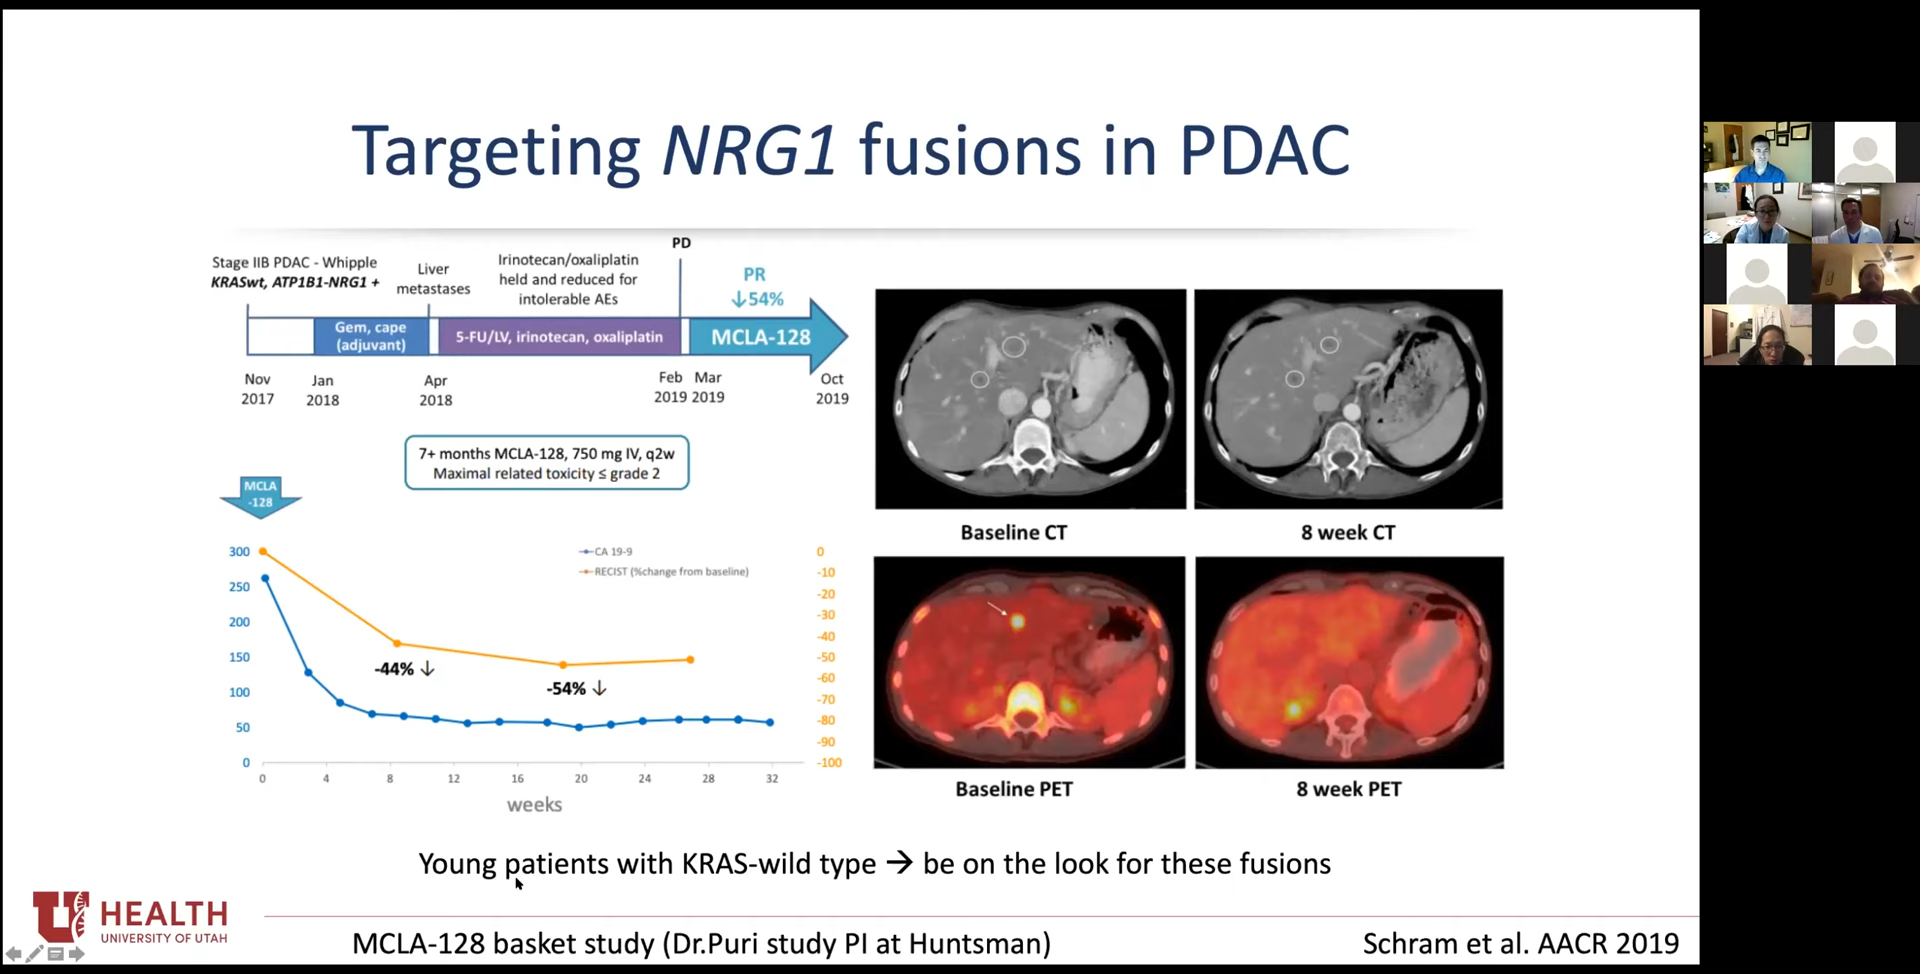 Targeting NRG1 fusions in PDAC
Stage IIB PDAC - Whipple
KRASwt, ATP1B1-NRG1 +
Liver
metastases
Irinotecan/oxaliplatin
held and reduced for
intolerable AEs
PD
PR
↓54%
Gem, cape
(adjuvant)
5-FU/LV, irinotecan, oxaliplatin
MCLA-128
Nov
2017
Jan
2018
Apr
2018
Feb
2019
Mar
2019
Oct
2019
7+ months MCLA-128, 750 mg IV, q2w
Maximal related toxicity ≤ grade 2
MCLA
-128
300
250
200
150
100
50
0
CA 19-9
RECIST (%change from baseline)
-44% ↓
-54% ↓
0
-10
-20
-30
-40
-50
-60
-70
-80
-90
-100
0 4 8 12 16 20 24 28 32
weeks
Baseline CT
8 week CT
Baseline PET
8 week PET
Young patients with KRAS-wild type → be on the look for these fusions
U HEALTH
UNIVERSITY OF UTAH
MCLA-128 basket study (Dr.Puri study PI at Huntsman)
Schram et al. AACR 2019